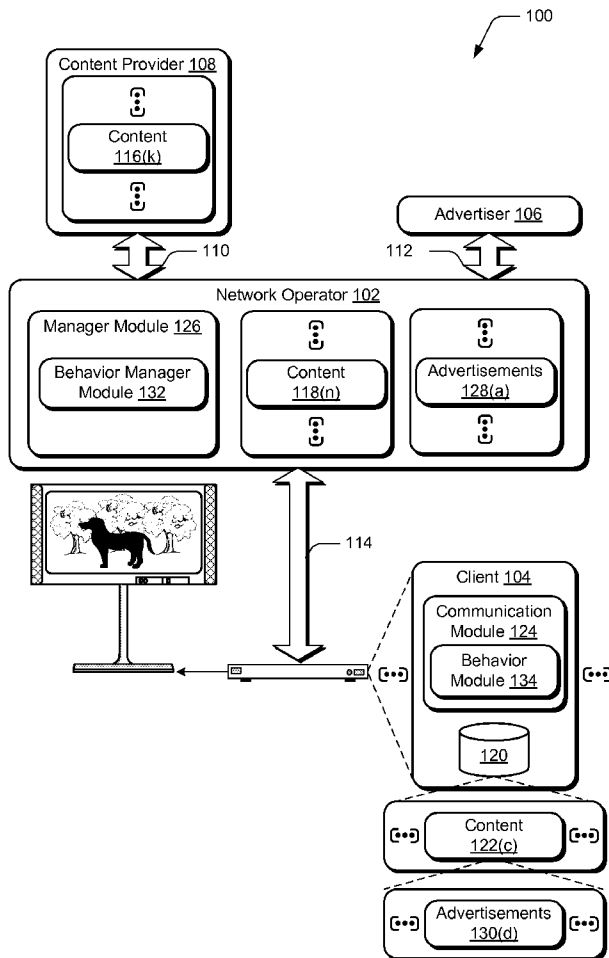 100
Content Provider 108
Content
116(k)
Advertiser 106
110
112
Network Operator 102
Manager Module 126
Behavior Manager
Module 132
Content
118(n)
Advertisements
128(a)
114
Client 104
Communication
Module 124
Behavior
Module 134
120
Content
122(c)
Advertisements
130(d)